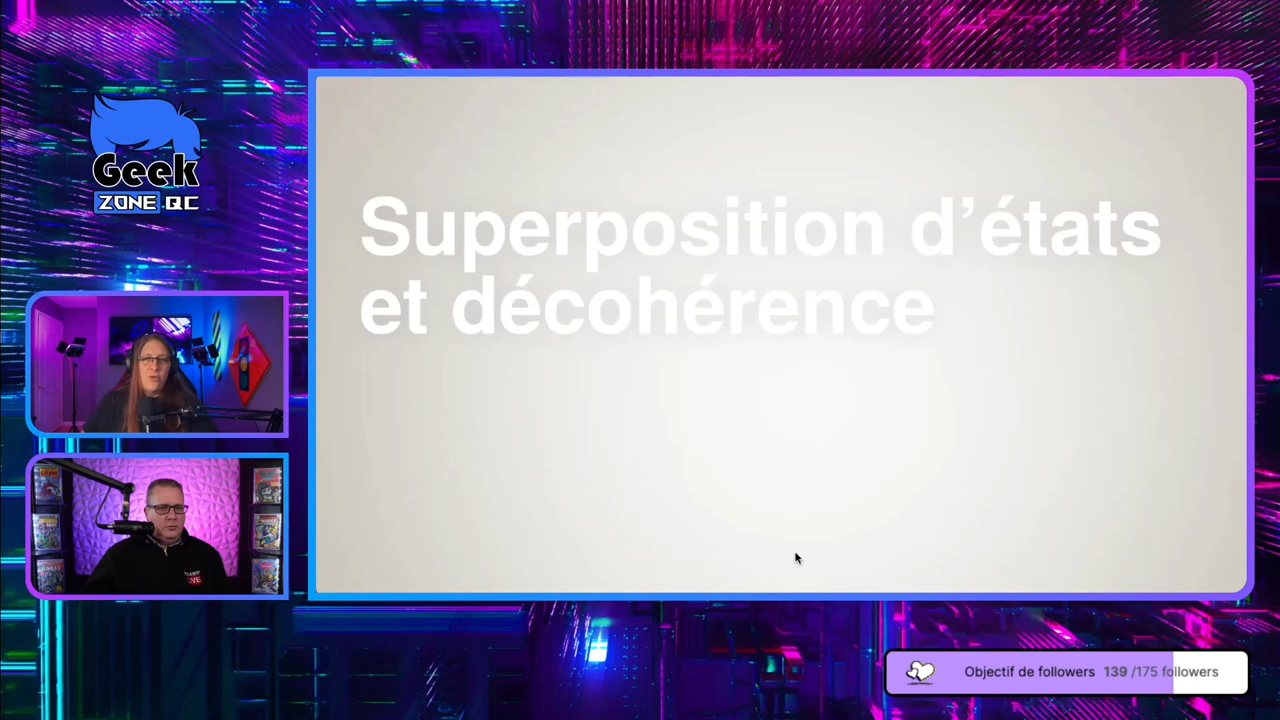 Geek
ZONE QC
Superposition d’états
et décohérence
Objectif de followers 139 /175 followers